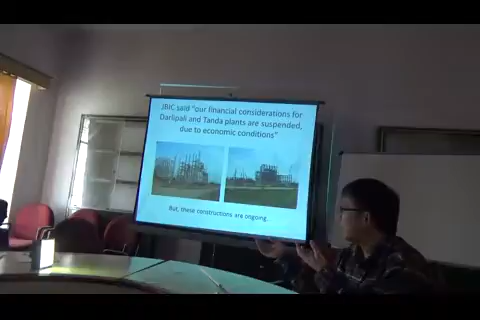 JBIC said "our financial considerations for
Darlipali and Tanda plants are suspended,
due to economic conditions"
But, these constructions are ongoing.